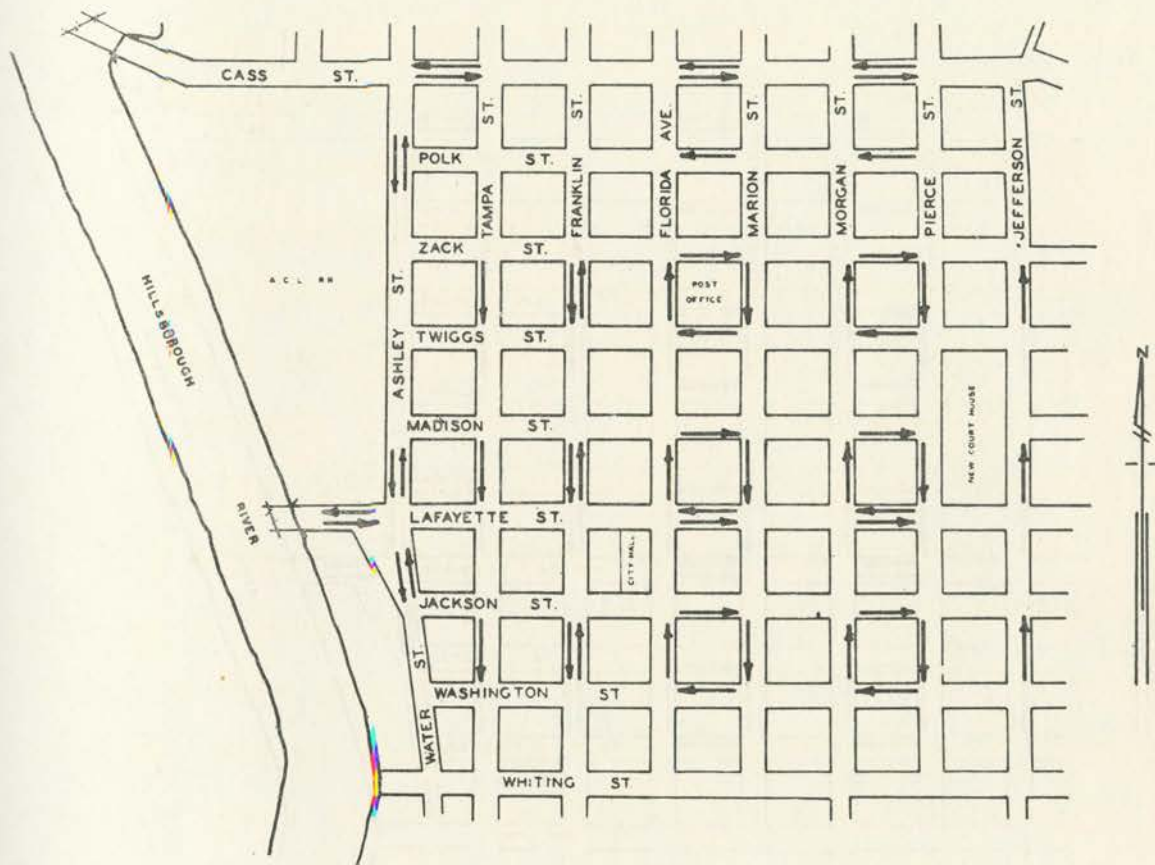 CASS ST.
POLK ST.
ZACK ST.
TWIGGS ST.
MADISON ST.
LAFAYETTE ST.
JACKSON ST.
WASHINGTON ST
WHITING ST
ASHLEY ST.
WATER ST.
TAMPA ST.
FRANKLIN ST.
FLORIDA AVE.
MARION ST.
MORGAN ST.
PIERCE ST.
JEFFERSON ST.
HILLSBOROUGH
RIVER
A C L RR
POST
OFFICE
CITY HALL
NEW COURT HOUSE
N